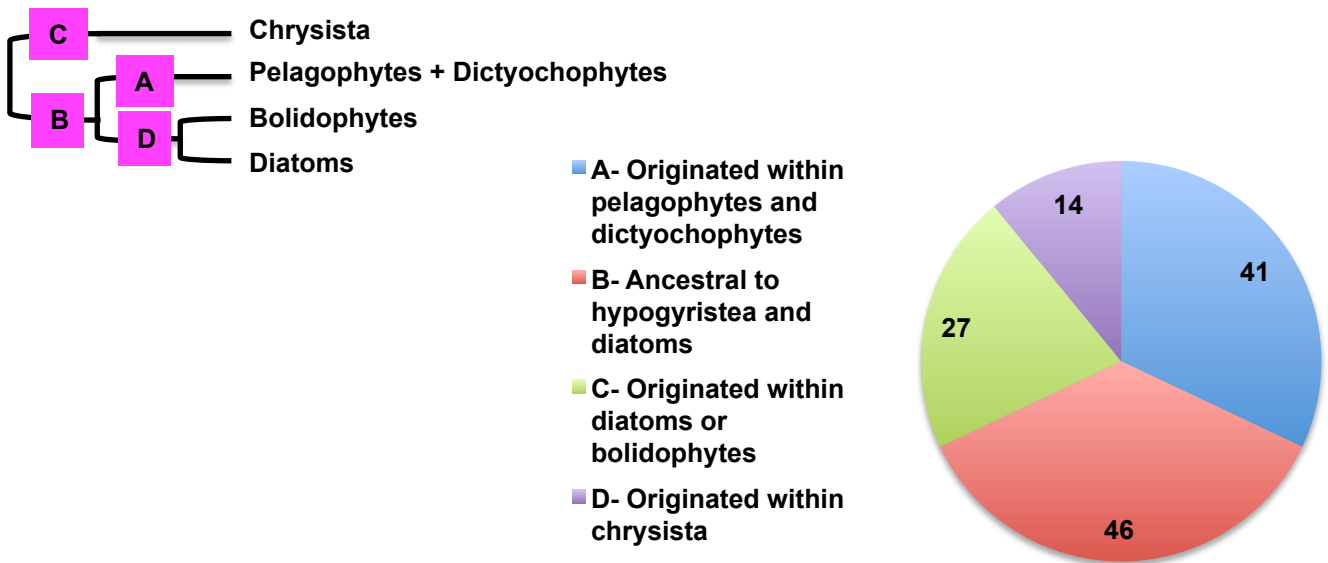 C
Chrysista
A
Pelagophytes + Dictyochophytes
B
D
Bolidophytes
Diatoms
A- Originated within
pelagophytes and
dictyochophytes
B- Ancestral to
hypogyristea and
diatoms
C- Originated within
diatoms or
bolidophytes
D- Originated within
chrysista
14
41
27
46